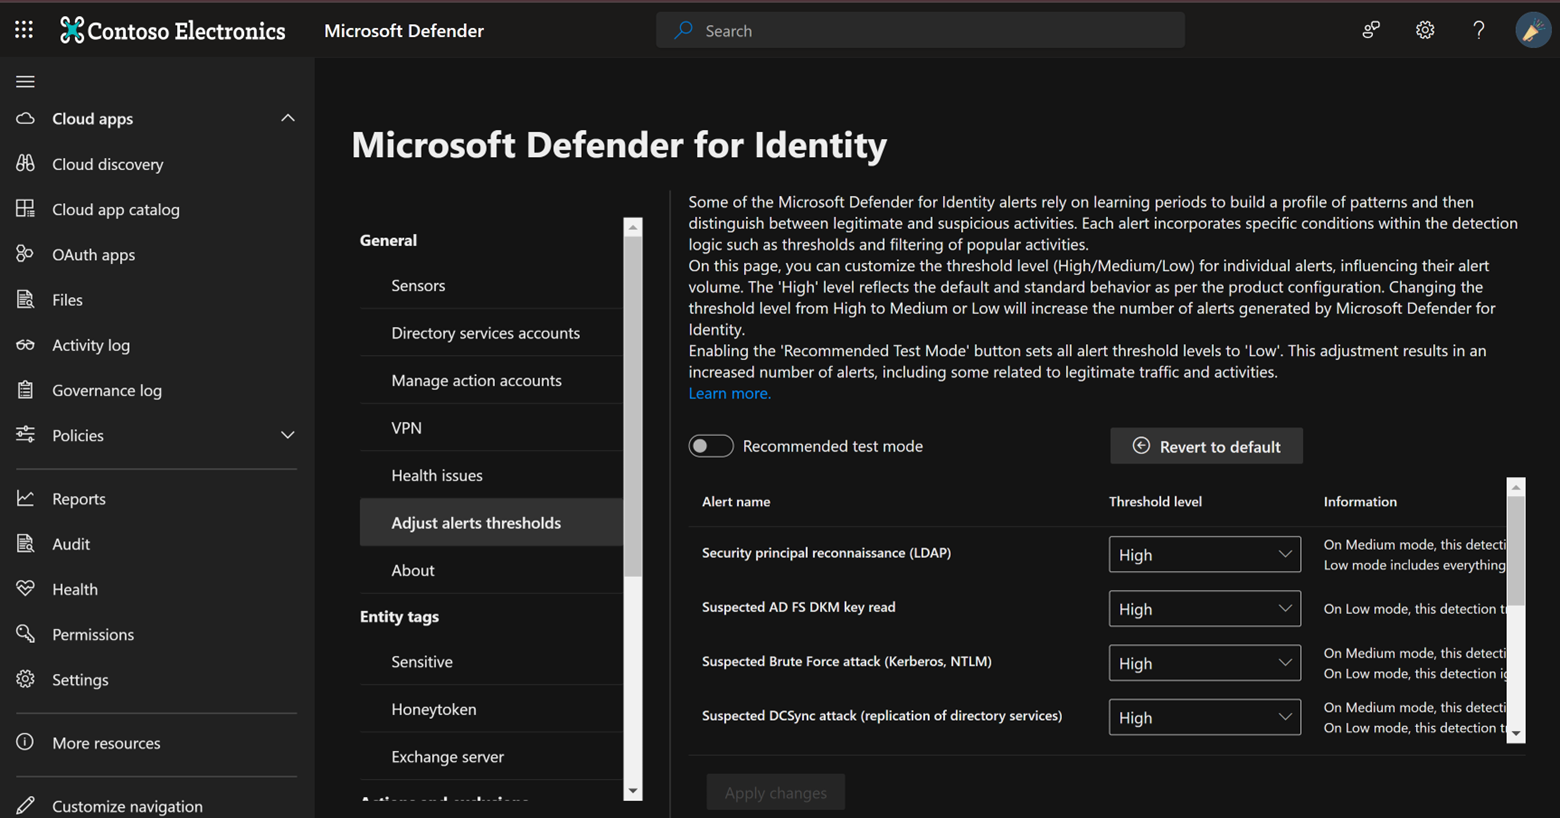 Contoso Electronics
Microsoft Defender
Search
Cloud apps
Cloud discovery
Cloud app catalog
OAuth apps
Files
Activity log
Governance log
Policies
Reports
Audit
Health
Permissions
Settings
More resources
Customize navigation
Microsoft Defender for Identity
General
Sensors
Directory services accounts
Manage action accounts
VPN
Health issues
Adjust alerts thresholds
About
Entity tags
Sensitive
Honeytoken
Exchange server
Actions and exclusions
Some of the Microsoft Defender for Identity alerts rely on learning periods to build a profile of patterns and then
distinguish between legitimate and suspicious activities. Each alert incorporates specific conditions within the detection
logic such as thresholds and filtering of popular activities.
On this page, you can customize the threshold level (High/Medium/Low) for individual alerts, influencing their alert
volume. The 'High' level reflects the default and standard behavior as per the product configuration. Changing the
threshold level from High to Medium or Low will increase the number of alerts generated by Microsoft Defender for
Identity.
Enabling the 'Recommended Test Mode' button sets all alert threshold levels to 'Low'. This adjustment results in an
increased number of alerts, including some related to legitimate traffic and activities.
Learn more.
Recommended test mode
Revert to default
Alert name Threshold level Information
Security principal reconnaissance (LDAP) High
On Medium mode, this detecti
Low mode includes everything
Suspected AD FS DKM key read High On Low mode, this detection
Suspected Brute Force attack (Kerberos, NTLM) High
On Medium mode, this detecti
On Low mode, this detection
Suspected DCSync attack (replication of directory services) High
On Medium mode, this detecti
On Low mode, this detection
Apply changes